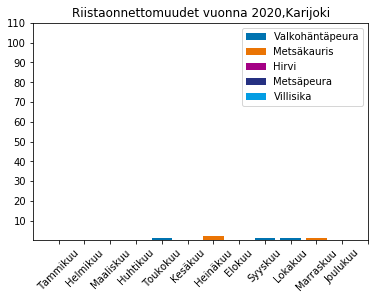 Riistaonnettomuudet vuonna 2020,Karijoki
Valkohäntäpeura
Metsäkauris
Hirvi
Metsäpeura
Villisika
110
100
90
80
70
60
50
40
30
20
10
Tammikuu
Helmikuu
Maaliskuu
Huhtikuu
Toukokuu
Kesäkuu
Heinäkuu
Elokuu
Syyskuu
Lokakuu
Marraskuu
Joulukuu